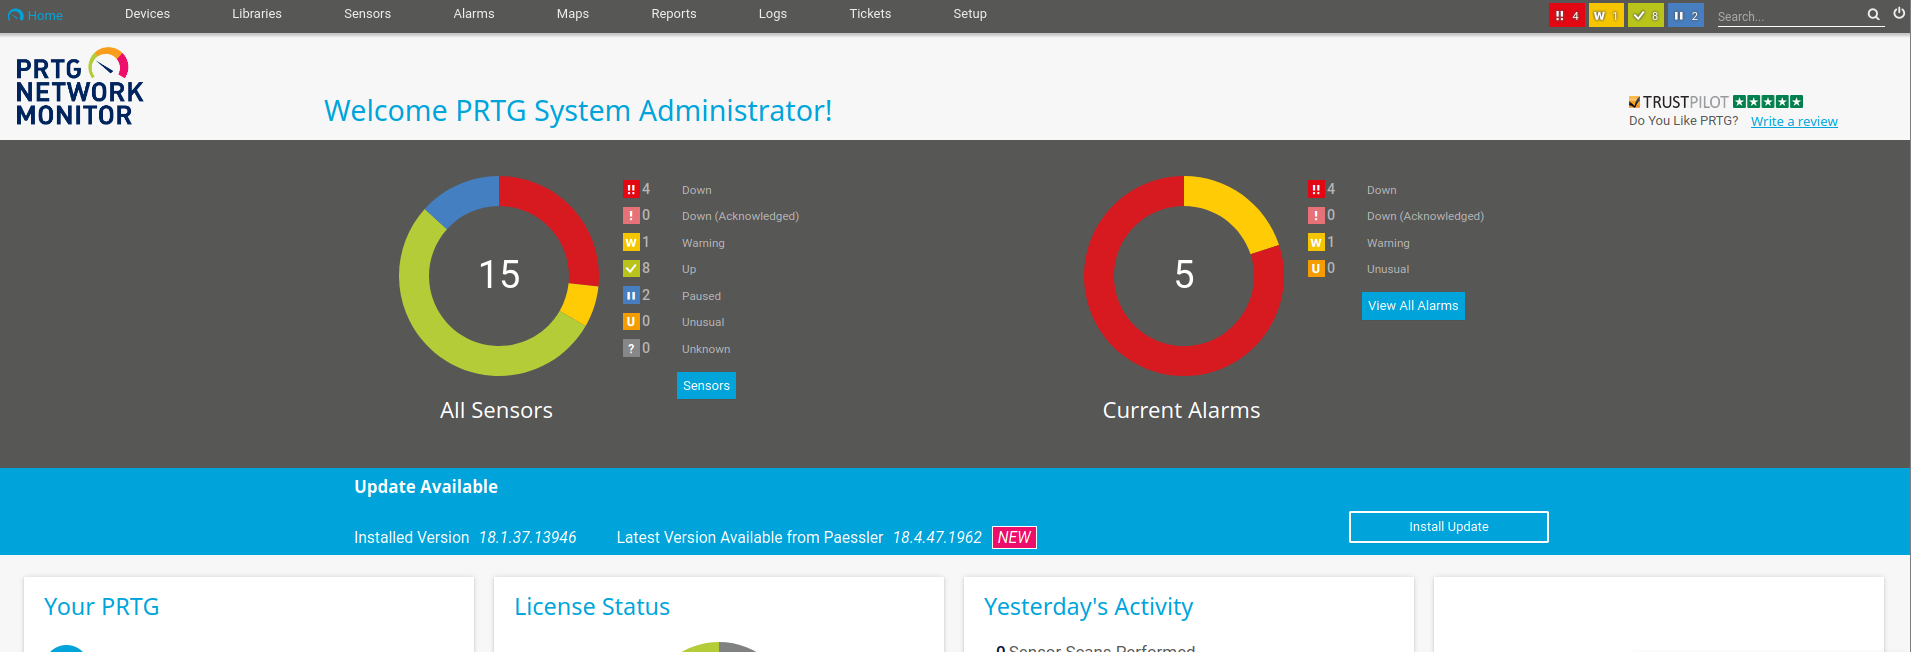 Home Devices Libraries Sensors Alarms Maps Reports Logs Tickets Setup !! 4 W 1 8 2 Search...
PRTG
NETWORK
MONITOR
Welcome PRTG System Administrator!
TRUSTPILOT
Do You Like PRTG? Write a review
15
All Sensors
!! 4 Down
! 0 Down (Acknowledged)
W 1 Warning
8 Up
2 Paused
U 0 Unusual
? 0 Unknown
Sensors
5
Current Alarms
!! 4 Down
! 0 Down (Acknowledged)
W 1 Warning
U 0 Unusual
View All Alarms
Update Available
Installed Version 18.1.37.13946 Latest Version Available from Paessler 18.4.47.1962 NEW
Install Update
Your PRTG
License Status
Yesterday's Activity
0 Sensor Scans Performed